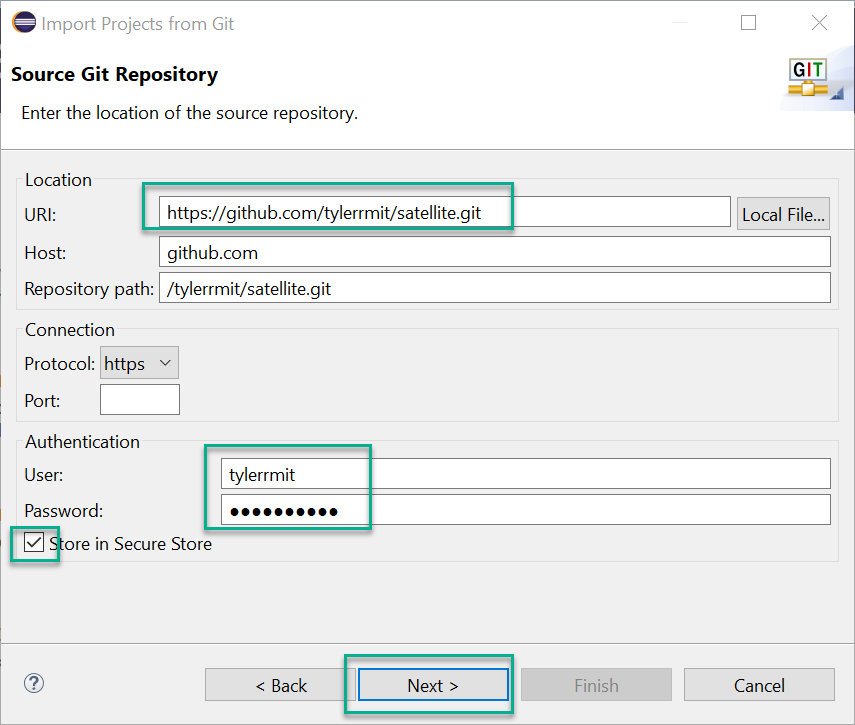 Import Projects from Git
Source Git Repository
GIT
Enter the location of the source repository.
Location
URI: https://github.com/tylerrmit/satellite.git Local File...
Host: github.com
Repository path: /tylerrmit/satellite.git
Connection
Protocol: https
Port:
Authentication
User: tylerrmit
Password: ●●●●●●●●●●
Store in Secure Store
? < Back Next > Finish Cancel